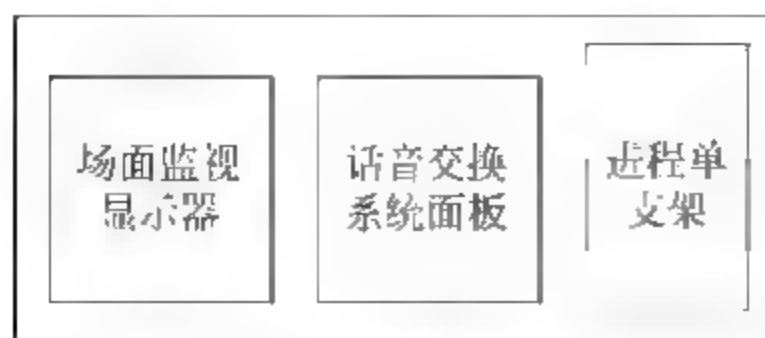 场面监视
显示器
话音交换
系统面板
进程单
支架